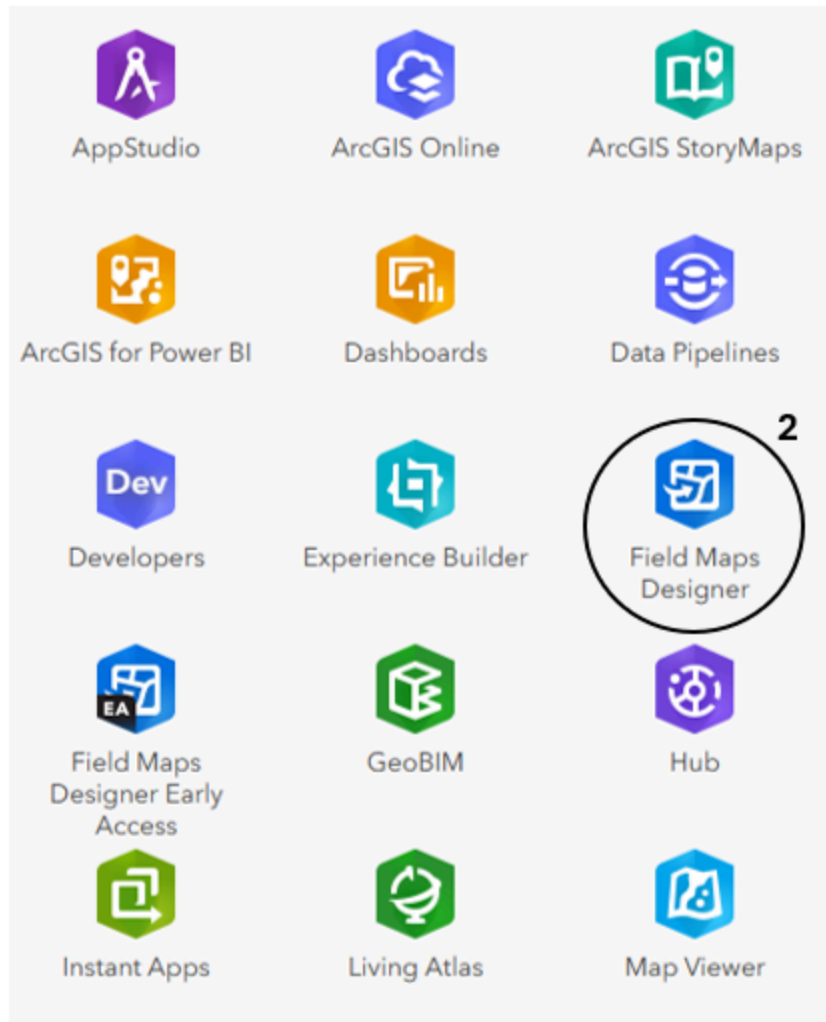 AppStudio
ArcGIS Online
ArcGIS StoryMaps
ArcGIS for Power BI
Dashboards
Data Pipelines
2
Dev
Developers
Experience Builder
Field Maps
Designer
EA
Field Maps
Designer Early
Access
GeoBIM
Hub
Instant Apps
Living Atlas
Map Viewer